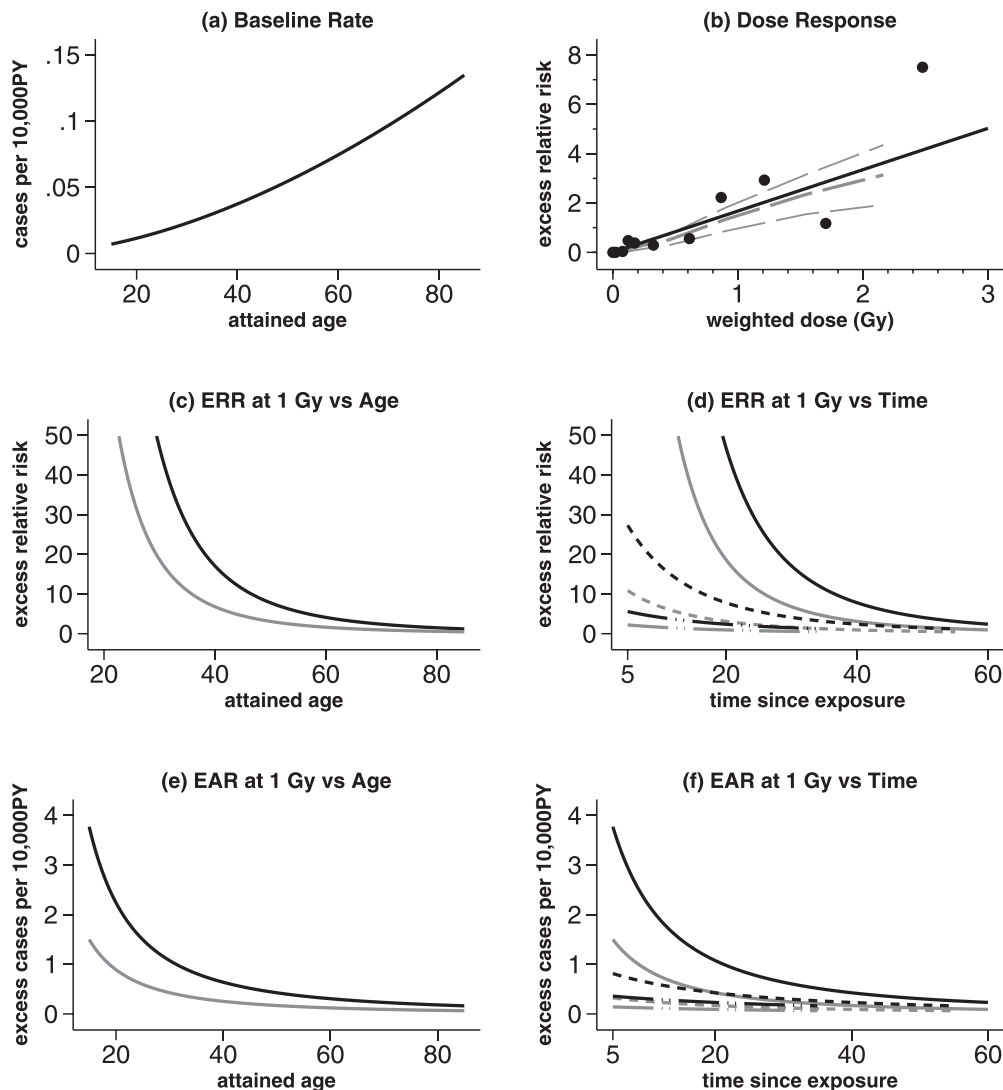 (a) Baseline Rate
cases per 10,000PY
.15
.1
.05
0
20 40 60 80
attained age
(b) Dose Response
excess relative risk
8
6
4
2
0
0 1 2 3
weighted dose (Gy)
(c) ERR at 1 Gy vs Age
excess relative risk
50
40
30
20
10
0
20 40 60 80
attained age
(d) ERR at 1 Gy vs Time
excess relative risk
50
40
30
20
10
0
5 20 40 60
time since exposure
(e) EAR at 1 Gy vs Age
excess cases per 10,000PY
4
3
2
1
0
20 40 60 80
attained age
(f) EAR at 1 Gy vs Time
excess cases per 10,000PY
4
3
2
1
0
5 20 40 60
time since exposure